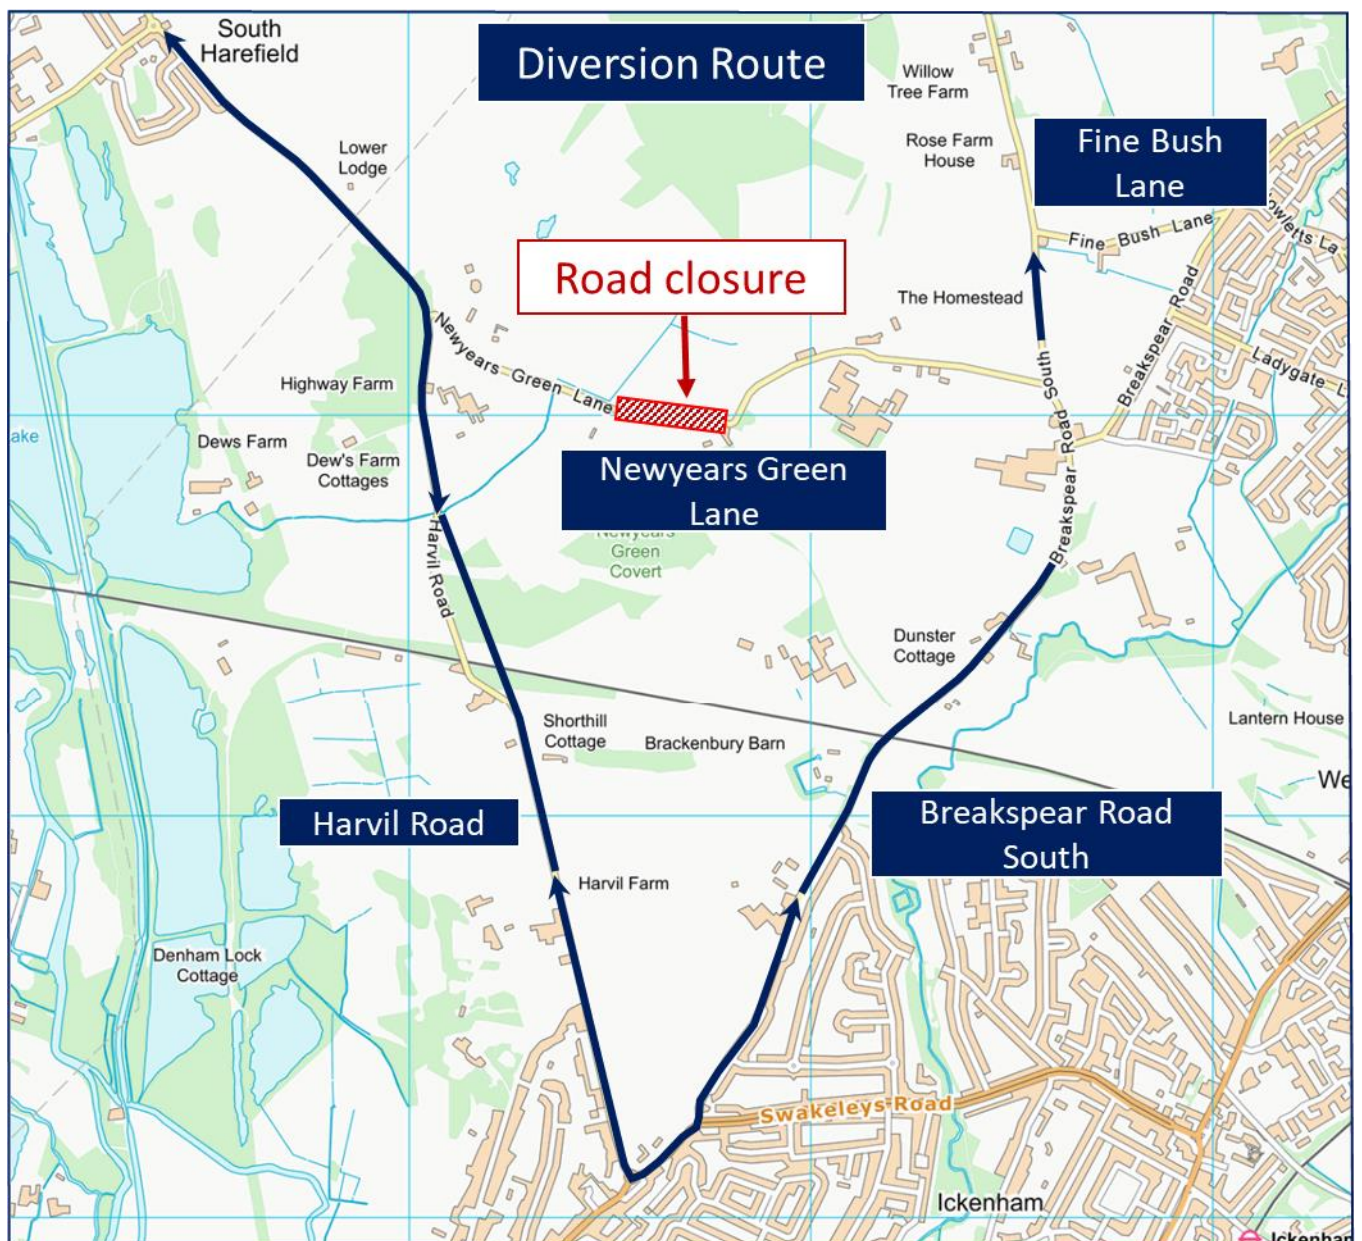 South
Harefield
Diversion Route
Willow
Tree Farm
Rose Farm
House
Fine Bush
Lane
Lower
Lodge
Fine Bush Lane
Road closure
The Homestead
Newyears Green Lane
Breakspear Road
Ladygate
Highway Farm
Dews Farm
Dew's Farm
Cottages
Newyears Green
Lane
Breakspear Road South
Green
Covert
Harvil Road
Dunster
Cottage
Shorthill
Cottage
Brackenbury Barn
Lantern House
We
Harvil Road
Breakspear Road
South
Harvil Farm
Denham Lock
Cottage
Swakeleys Road
Ickenham